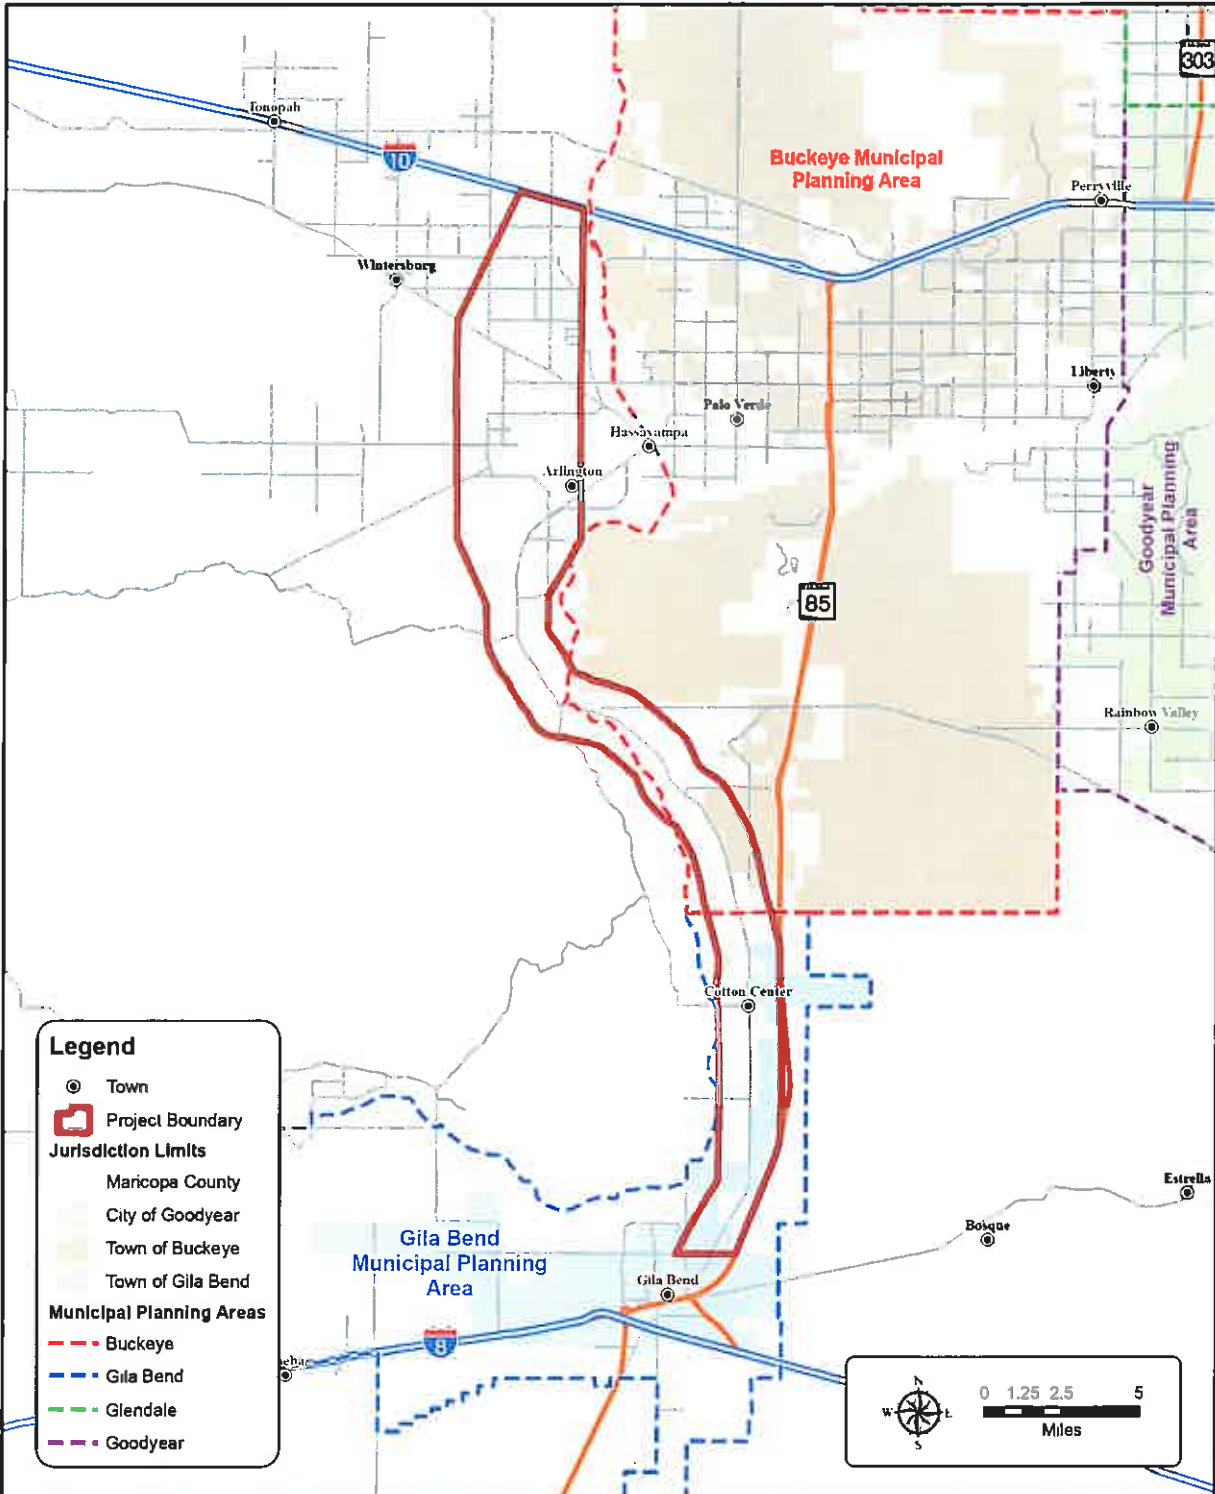 303
Tonopah
10
Buckeye Municipal
Planning Area
Perryville
Wintersburg
Liberty
Palo Verde
Hassayampa
Arlington
Goodyear
Municipal Planning
Area
85
Rainbow Valley
Cotton Center
Legend
Town
Project Boundary
Jurisdiction Limits
Maricopa County
City of Goodyear
Town of Buckeye
Town of Gila Bend
Municipal Planning Areas
Buckeye
Gila Bend
Glendale
Goodyear
Estrella
Bosque
Gila Bend
Municipal Planning
Area
Gila Bend
8
N
W E
S
0 1.25 2.5 5
Miles